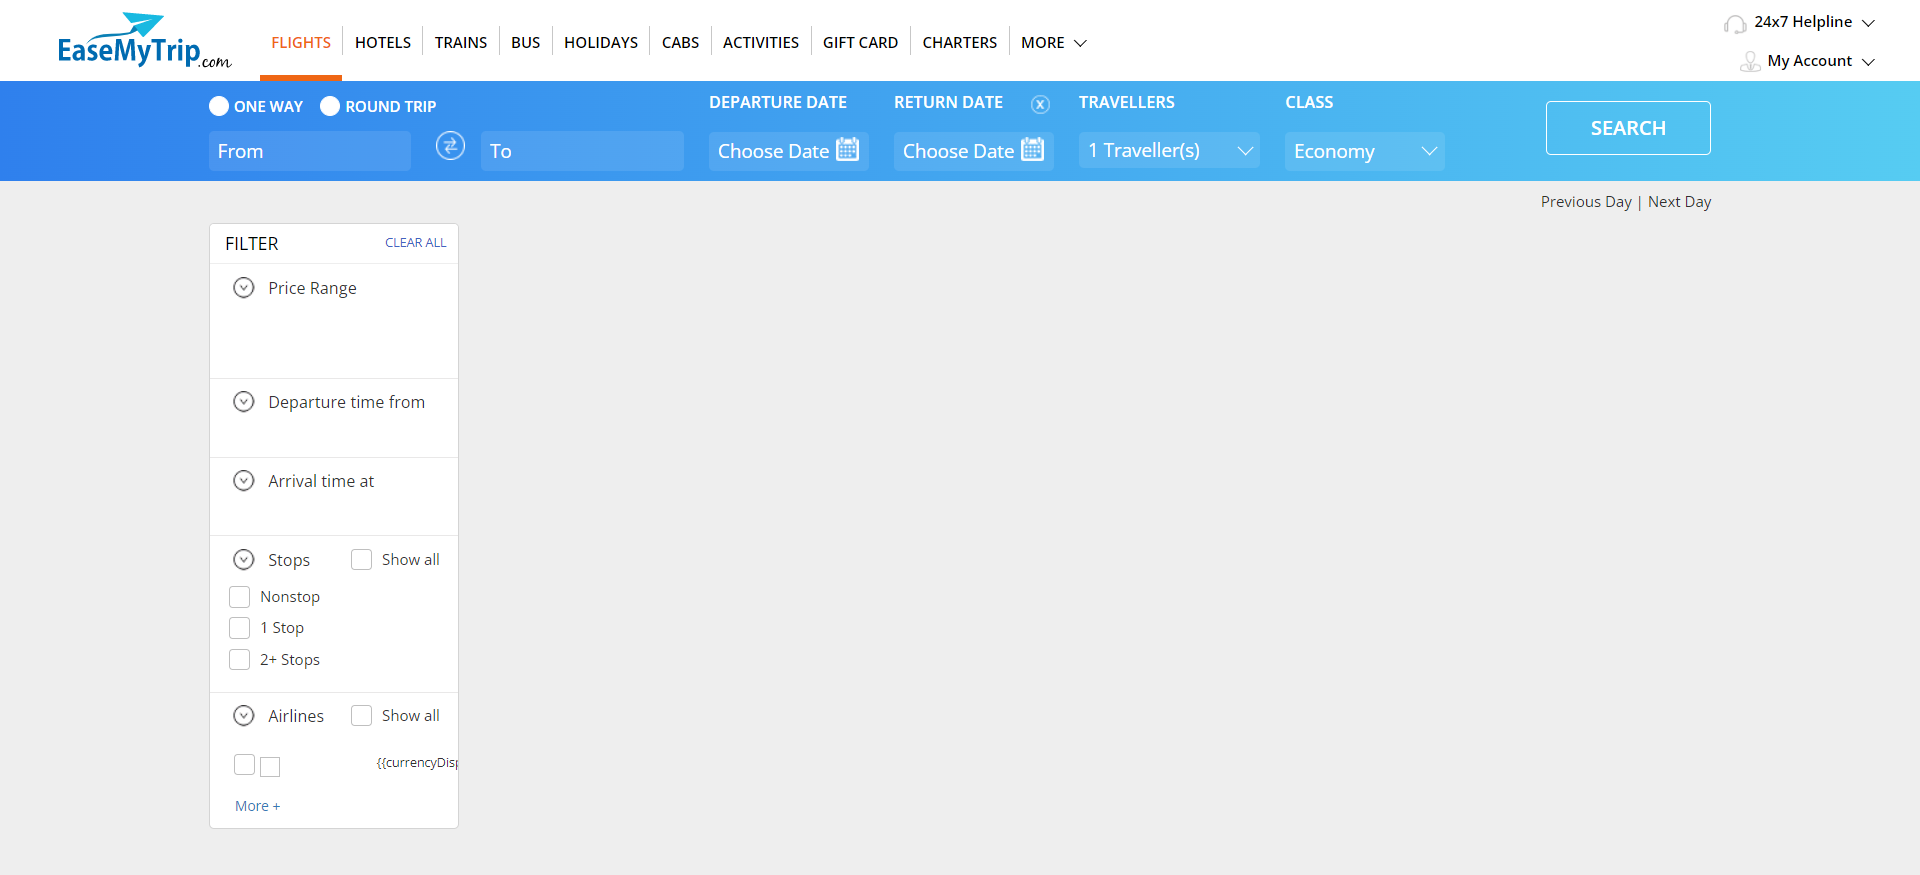 EaseMyTrip.com
FLIGHTS
HOTELS
TRAINS
BUS
HOLIDAYS
CABS
ACTIVITIES
GIFT CARD
CHARTERS
MORE
24x7 Helpline
My Account
ONE WAY
ROUND TRIP
DEPARTURE DATE
RETURN DATE
X
TRAVELLERS
CLASS
From
To
Choose Date
Choose Date
1 Traveller(s)
Economy
SEARCH
Previous Day | Next Day
FILTER
CLEAR ALL
Price Range
Departure time from
Arrival time at
Stops
Show all
Nonstop
1 Stop
2+ Stops
Airlines
Show all
{{currencyDisp
More +